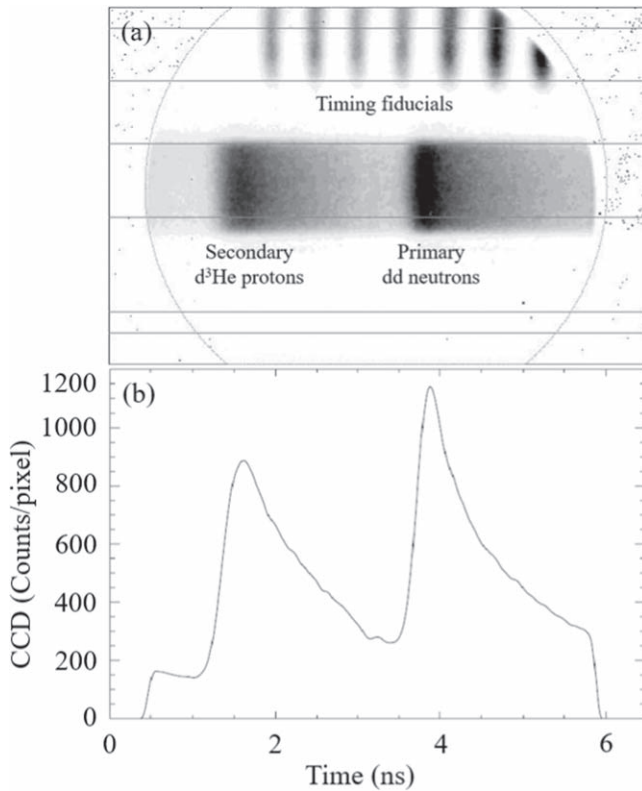 (a)
Timing fiducials
Secondary
d³He protons
Primary
dd neutrons
(b)
1200
1000
800
600
400
200
0
CCD (Counts/pixel)
0 2 4 6
Time (ns)